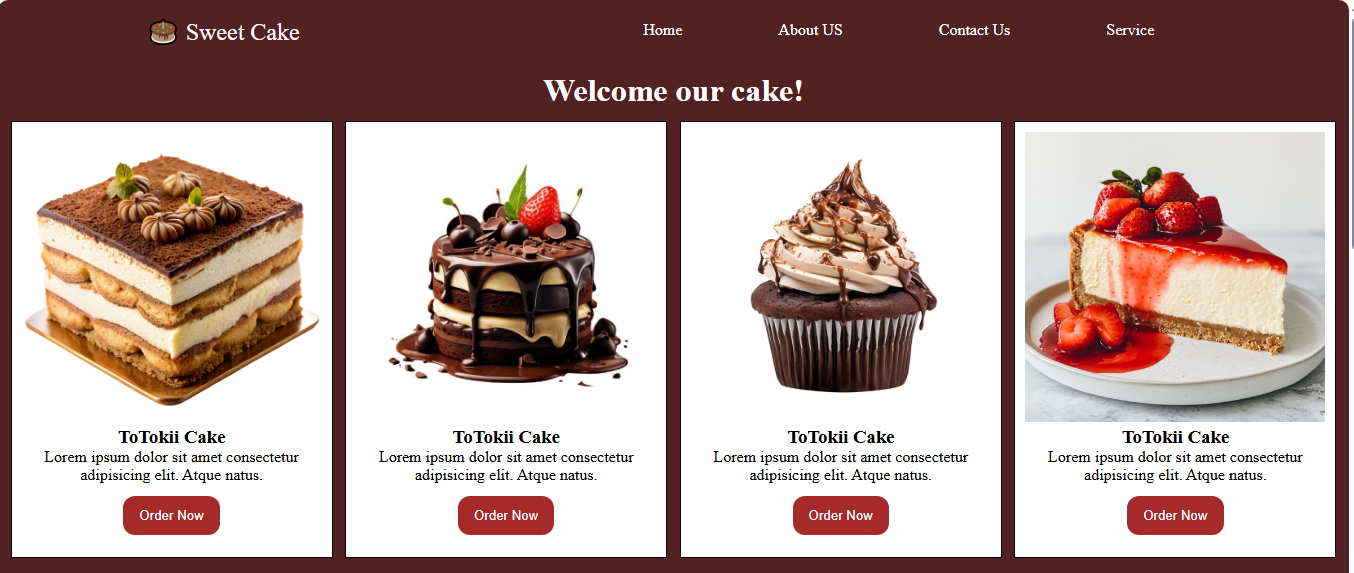 Sweet Cake
Home
About US
Contact Us
Service
Welcome our cake!
ToTokii Cake
Lorem ipsum dolor sit amet consectetur
adipisicing elit. Atque natus.
Order Now
ToTokii Cake
Lorem ipsum dolor sit amet consectetur
adipisicing elit. Atque natus.
Order Now
ToTokii Cake
Lorem ipsum dolor sit amet consectetur
adipisicing elit. Atque natus.
Order Now
ToTokii Cake
Lorem ipsum dolor sit amet consectetur
adipisicing elit. Atque natus.
Order Now